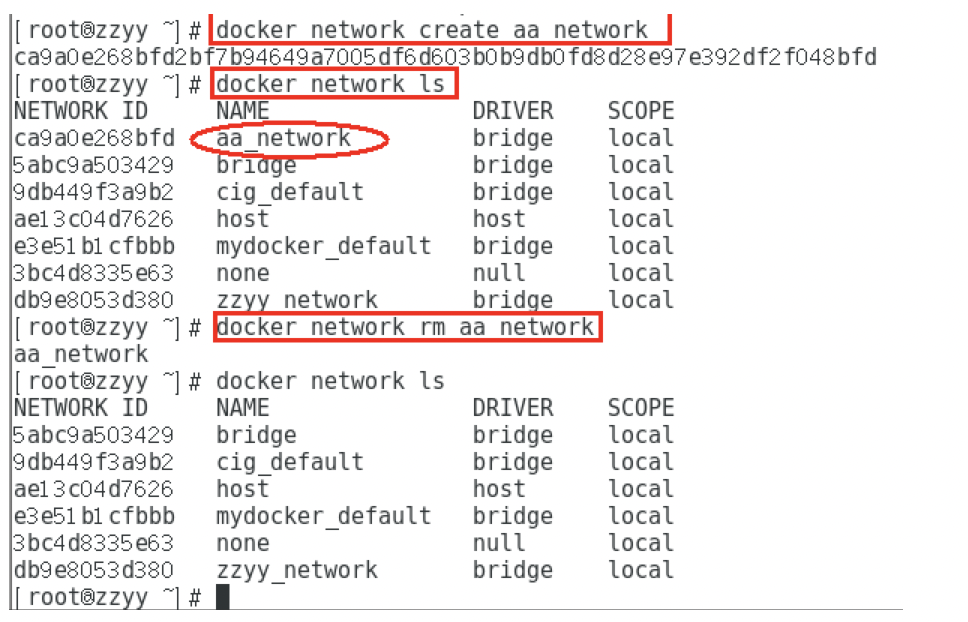 [root@zzyy ~]# docker network create aa_network
ca9a0e268bfd2bf7b94649a7005df6d603b0b9db0fd8d28e97e392df2f048bfd
[root@zzyy ~]# docker network ls
NETWORK ID NAME DRIVER SCOPE
ca9a0e268bfd aa_network bridge local
5abc9a503429 bridge bridge local
9db449f3a9b2 cig_default bridge local
ae13c04d7626 host host local
e3e51b1cfbbb mydocker_default bridge local
3bc4d8335e63 none null local
db9e8053d380 zzyy_network bridge local
[root@zzyy ~]# docker network rm aa_network
aa_network
[root@zzyy ~]# docker network ls
NETWORK ID NAME DRIVER SCOPE
5abc9a503429 bridge bridge local
9db449f3a9b2 cig_default bridge local
ae13c04d7626 host host local
e3e51b1cfbbb mydocker_default bridge local
3bc4d8335e63 none null local
db9e8053d380 zzyy_network bridge local
[root@zzyy ~]#